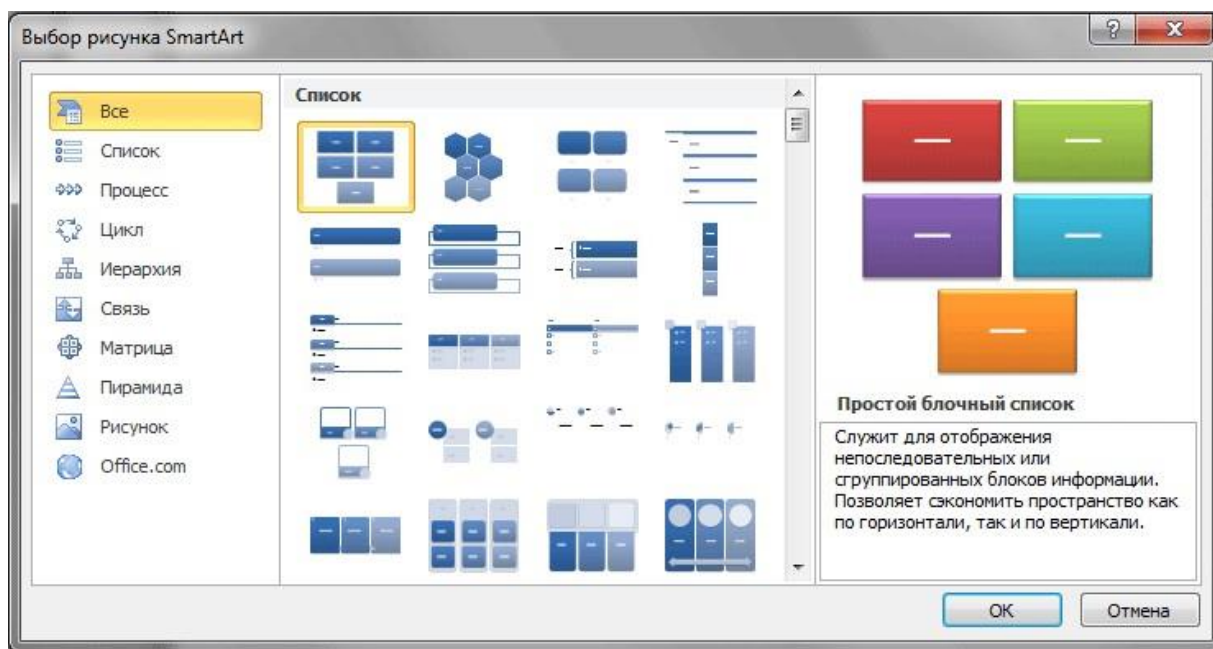 Выбор рисунка SmartArt
Все
Список
Процесс
Цикл
Иерархия
Связь
Матрица
Пирамида
Рисунок
Office.com
Список
Простой блочный список
Служит для отображения
непоследовательных или
сгруппированных блоков информации.
Позволяет сэкономить пространство как
по горизонтали, так и по вертикали.
ОК
Отмена